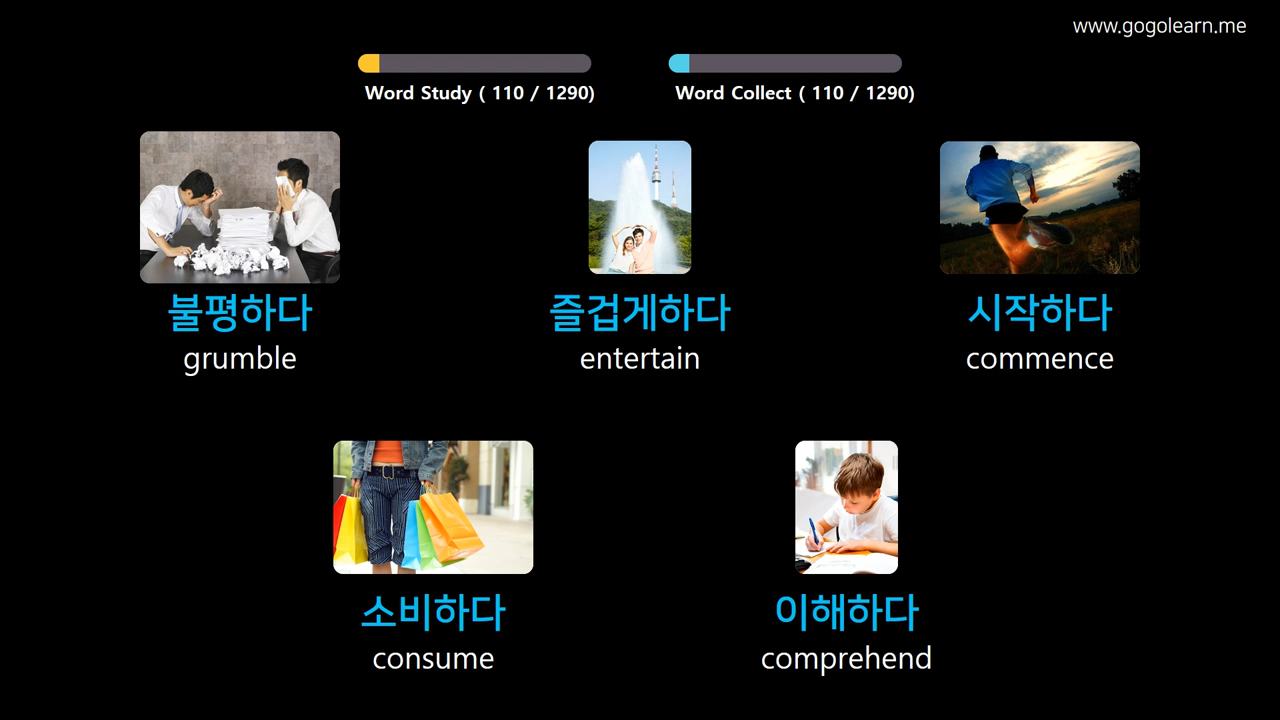 www.gogolearn.me
Word Study ( 110 / 1290)
Word Collect ( 110 / 1290)
불평하다
grumble
즐겁게하다
entertain
시작하다
commence
소비하다
consume
이해하다
comprehend